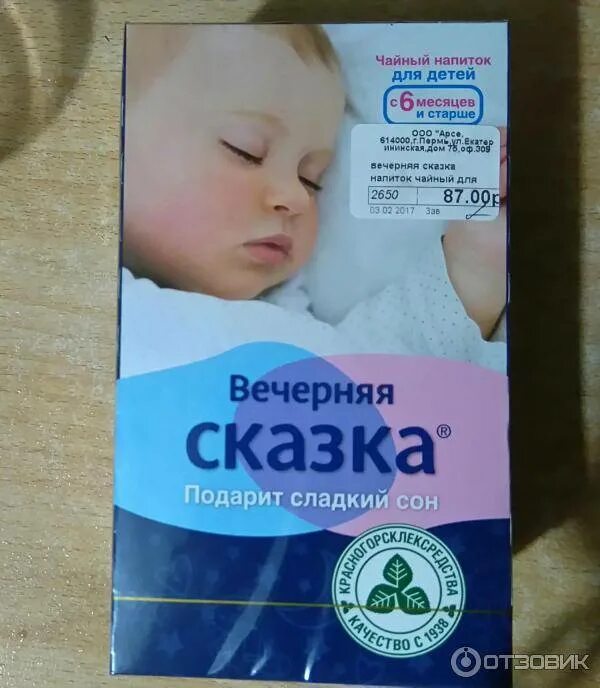 Чайный напиток
для детей
с 6 месяцев
и старше
ООО "Арсе,
614000,г.Пермь,ул.Екатер
ининская,дом 75,оф.309
вечерняя сказка
напиток чайный для
2650 87.00р
03 02 2017 Зав
Вечерняя
сказка®
Подарит сладкий сон
КРАСНОГОРСКЛЕКСРЕДСТВА
КАЧЕСТВО С 1938
ОТЗОВИК